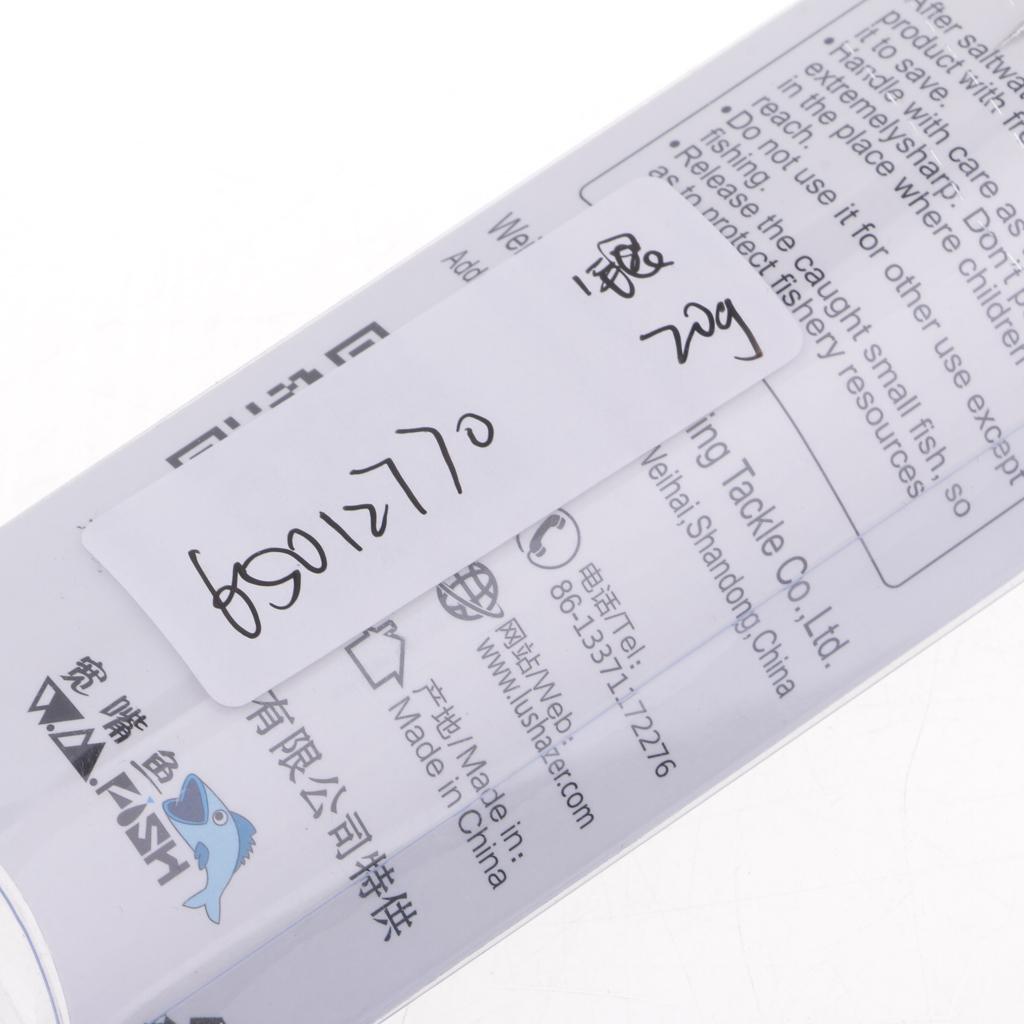 After saltwat
product with fre
it to save.
•Handle with care as
extremelysharp. Don't p
in the place where children
reach.
•Do not use it for other use except
fishing.
•Release the caught small fish, so
as to protect fishery resources
Wei
Add
银
20g
65012770
ing Tackle Co.,Ltd.
Weihai,Shandong,China
电话/Tel:
86-13371172276
网站/Web:
www.lushazer.com
产地/Made in:
Made in China
有限公司特供
宽嘴鱼
W.M.FISH